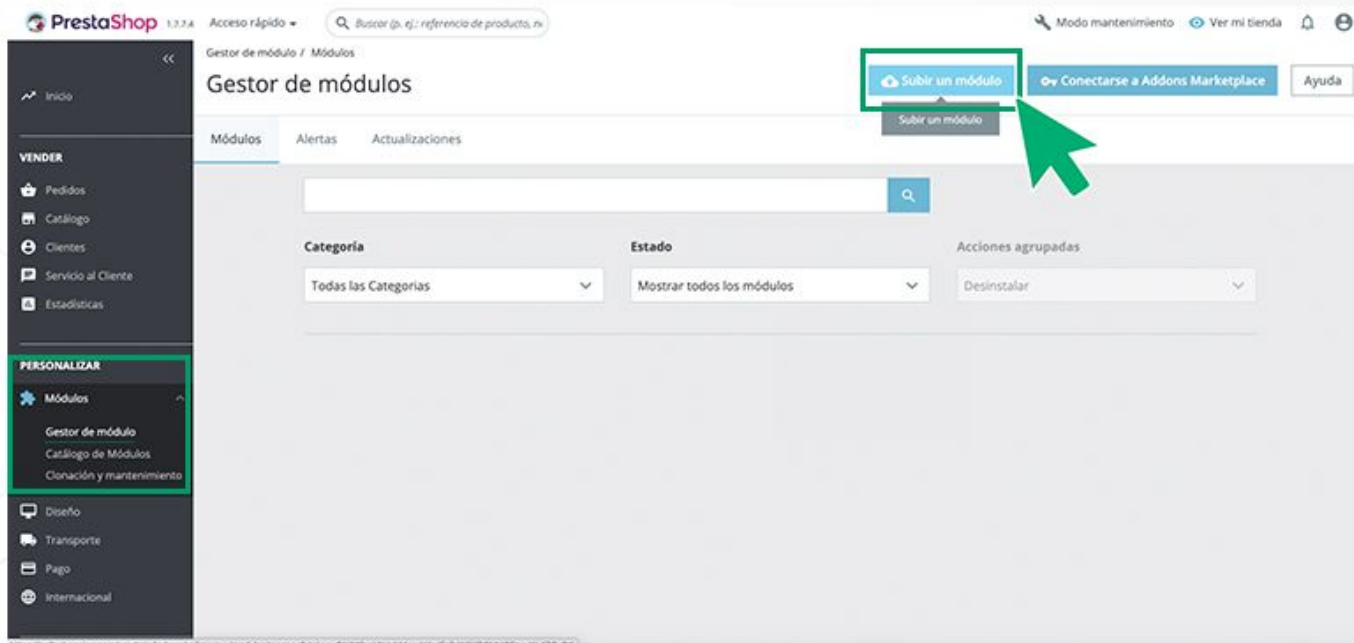 PrestaShop 1.7.7.4 Acceso rápido Buscar (p. ej.: referencia de producto, n Modo mantenimiento Ver mi tienda
Gestor de módulo / Módulos
Gestor de módulos
Subir un módulo Conectarse a Addons Marketplace Ayuda
Subir un módulo
Inicio
Módulos Alertas Actualizaciones
VENDER
Pedidos
Catálogo
Clientes
Servicio al Cliente
Estadísticas
Categoría Estado Acciones agrupadas
Todas las Categorias Mostrar todos los módulos Desinstalar
PERSONALIZAR
Módulos
Gestor de módulo
Catálogo de Módulos
Clonación y mantenimiento
Diseño
Transporte
Pago
Internacional